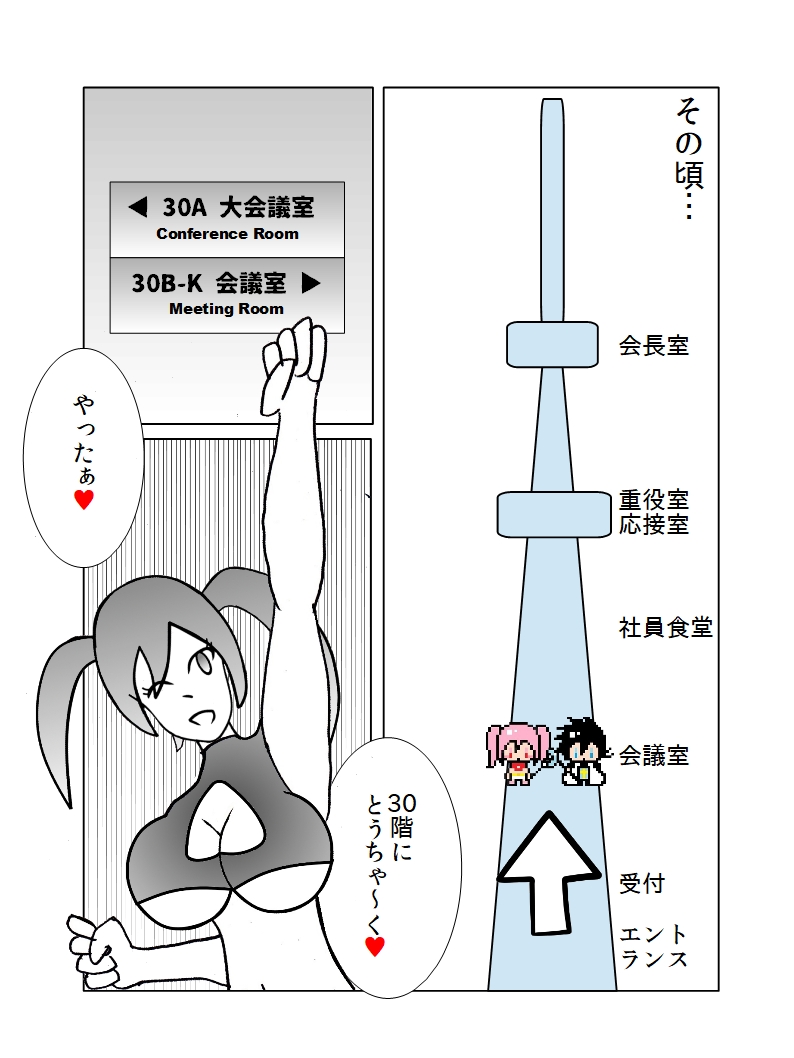 その頃…
会長室
重役室
応接室
社員食堂
会議室
受付
エント
ランス
◀ 30A 大会議室
Conference Room
30B-K 会議室 ▶
Meeting Room
やったぁ♥
30階に
とうちゃ～く♥